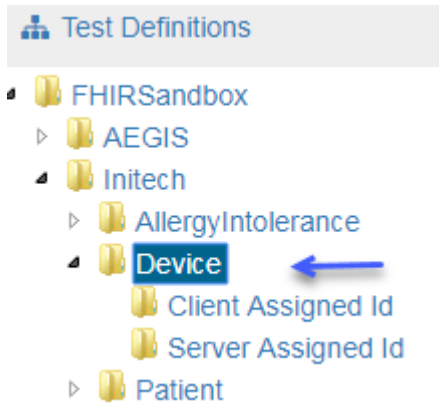 Test Definitions
FHIRSandbox
AEGIS
Initech
AllergyIntolerance
Device
Client Assigned Id
Server Assigned Id
Patient